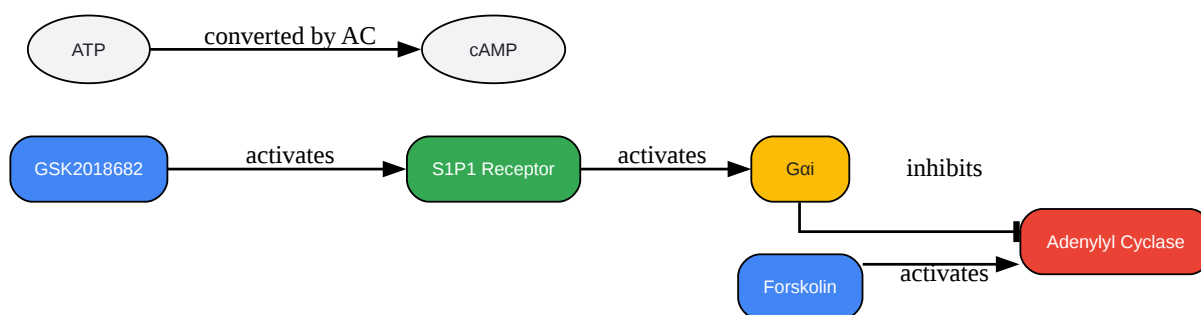 ATP
converted by AC
cAMP
GSK2018682
activates
S1P1 Receptor
activates
Gαi
inhibits
Adenylyl Cyclase
Forskolin
activates